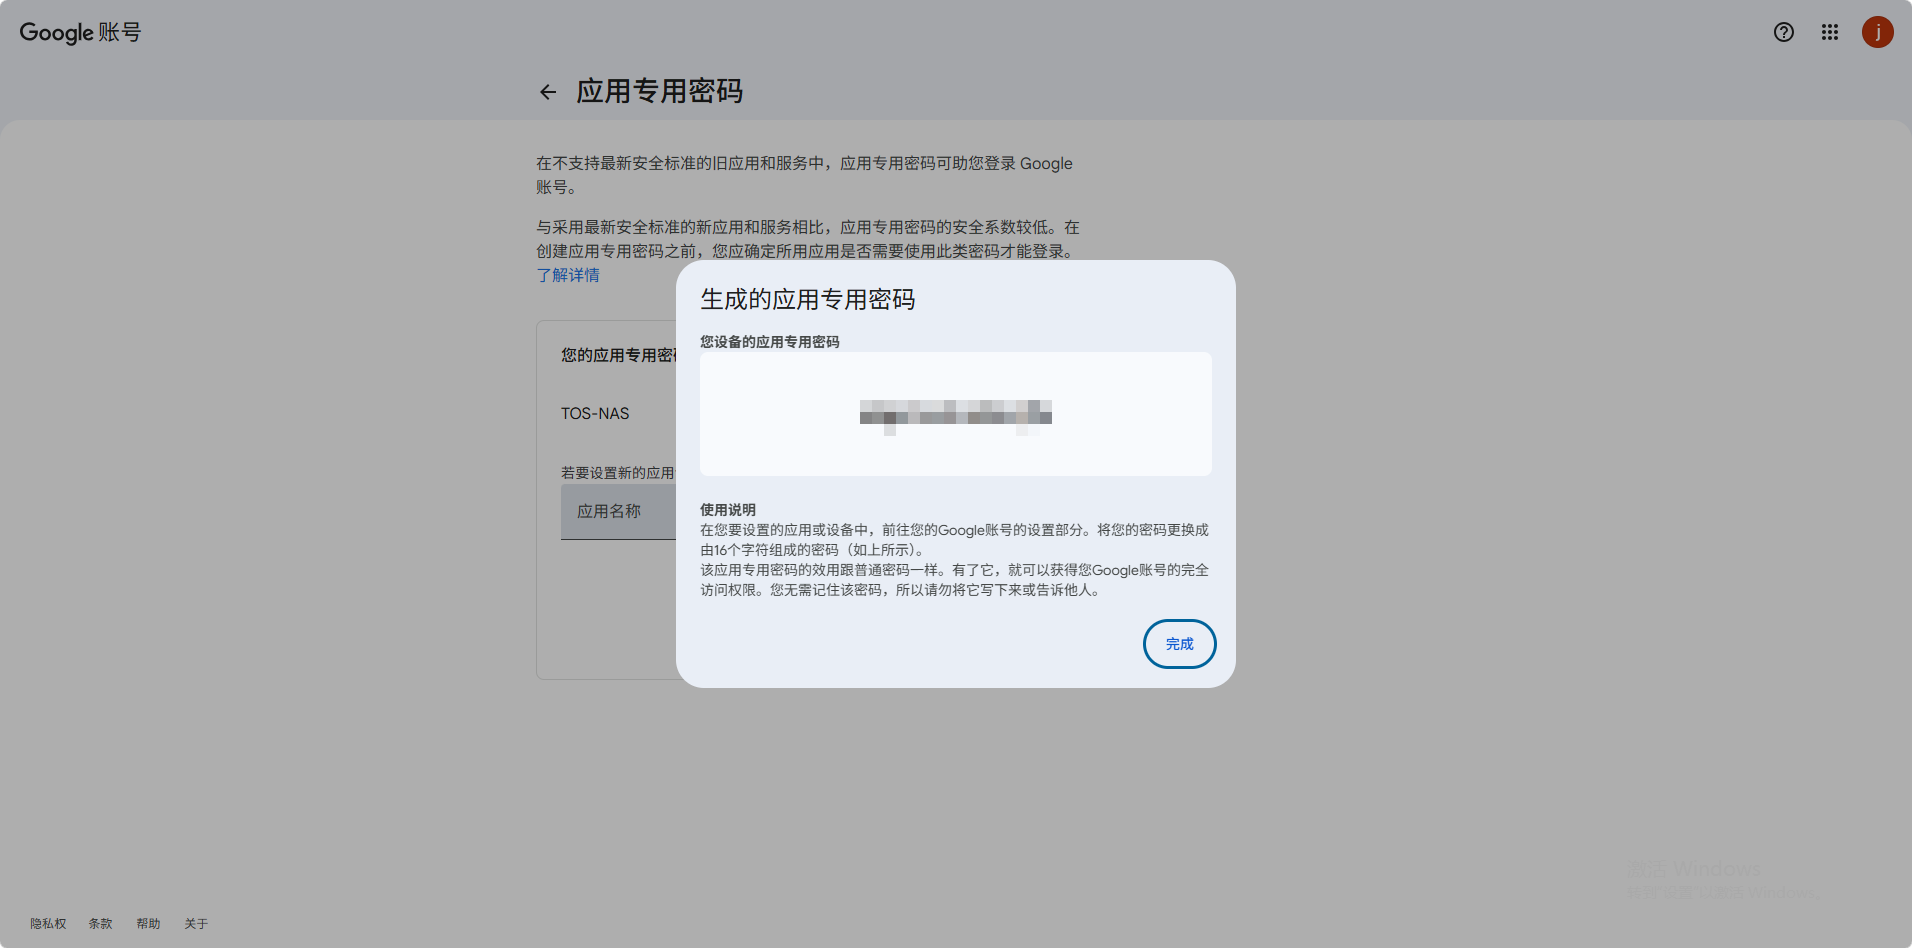 Google 账号
j
应用专用密码
在不支持最新安全标准的旧应用和服务中，应用专用密码可助您登录 Google
账号。
与采用最新安全标准的新应用和服务相比，应用专用密码的安全系数较低。在
创建应用专用密码之前，您应确定所用应用是否需要使用此类密码才能登录。
了解详情
您的应用专用密码
TOS-NAS
若要设置新的应用
应用名称
生成的应用专用密码
您设备的应用专用密码
使用说明
在您要设置的应用或设备中，前往您的Google账号的设置部分。将您的密码更换成
由16个字符组成的密码（如上所示）。
该应用专用密码的效用跟普通密码一样。有了它，就可以获得您Google账号的完全
访问权限。您无需记住该密码，所以请勿将它写下来或告诉他人。
完成
激活 Windows
转到"设置"以激活 Windows。
隐私权 条款 帮助 关于